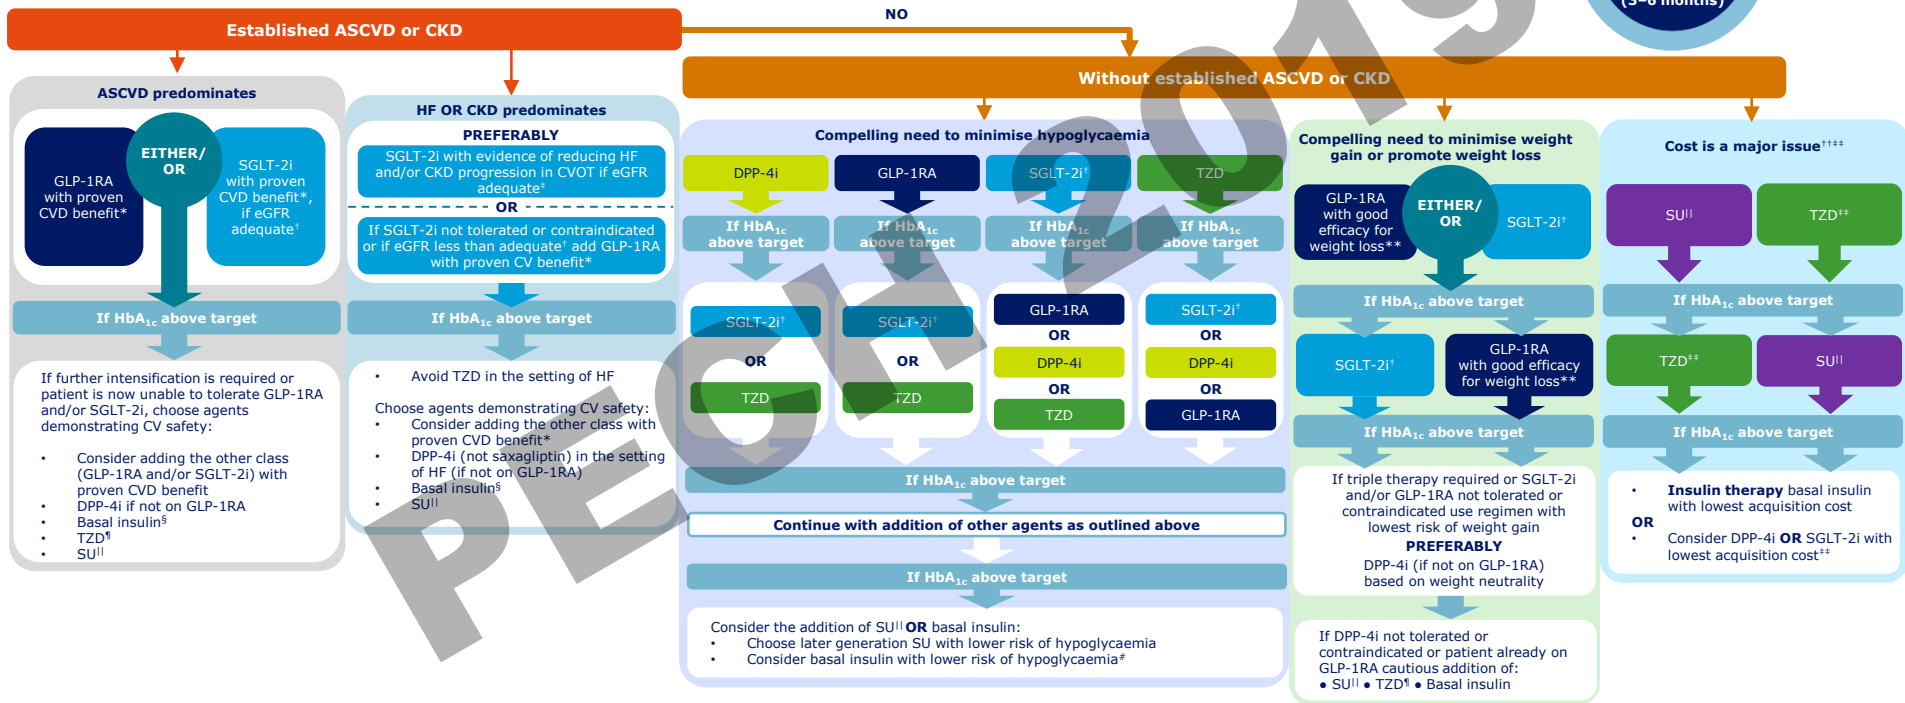 (3–6 months)
NO
Established ASCVD or CKD
Without established ASCVD or CKD
ASCVD predominates
GLP-1RA
with proven
CVD benefit*
EITHER/
OR
SGLT-2i
with proven
CVD benefit*,
if eGFR
adequate†
If HbA1c above target
If further intensification is required or
patient is now unable to tolerate GLP-1RA
and/or SGLT-2i, choose agents
demonstrating CV safety:
• Consider adding the other class
(GLP-1RA and/or SGLT-2i) with
proven CVD benefit
• DPP-4i if not on GLP-1RA
• Basal insulin§
• TZD¶
• SU||
HF OR CKD predominates
PREFERABLY
SGLT-2i with evidence of reducing HF
and/or CKD progression in CVOT if eGFR
adequate‡
OR
If SGLT-2i not tolerated or contraindicated
or if eGFR less than adequate† add GLP-1RA
with proven CV benefit*
If HbA1c above target
• Avoid TZD in the setting of HF
Choose agents demonstrating CV safety:
• Consider adding the other class with
proven CVD benefit*
• DPP-4i (not saxagliptin) in the setting
of HF (if not on GLP-1RA)
• Basal insulin§
• SU||
Compelling need to minimise hypoglycaemia
DPP-4i
GLP-1RA
SGLT-2i†
TZD
If HbA1c
above target
If HbA1c
above target
If HbA1c
above target
If HbA1c
above target
SGLT-2i†
OR
TZD
SGLT-2i†
OR
TZD
GLP-1RA
OR
DPP-4i
OR
TZD
SGLT-2i†
OR
DPP-4i
OR
GLP-1RA
If HbA1c above target
Continue with addition of other agents as outlined above
If HbA1c above target
Consider the addition of SU|| OR basal insulin:
• Choose later generation SU with lower risk of hypoglycaemia
• Consider basal insulin with lower risk of hypoglycaemia#
Compelling need to minimise weight
gain or promote weight loss
GLP-1RA
with good
efficacy for
weight loss**
EITHER/
OR
SGLT-2i†
If HbA1c above target
SGLT-2i†
GLP-1RA
with good efficacy
for weight loss**
If HbA1c above target
If triple therapy required or SGLT-2i
and/or GLP-1RA not tolerated or
contraindicated use regimen with
lowest risk of weight gain
PREFERABLY
DPP-4i (if not on GLP-1RA)
based on weight neutrality
If DPP-4i not tolerated or
contraindicated or patient already on
GLP-1RA cautious addition of:
● SU|| ● TZD¶ ● Basal insulin
Cost is a major issue††‡‡
SU||
TZD‡‡
If HbA1c above target
TZD‡‡
SU||
If HbA1c above target
• Insulin therapy basal insulin
with lowest acquisition cost
OR
• Consider DPP-4i OR SGLT-2i with
lowest acquisition cost‡‡
PECH 2019